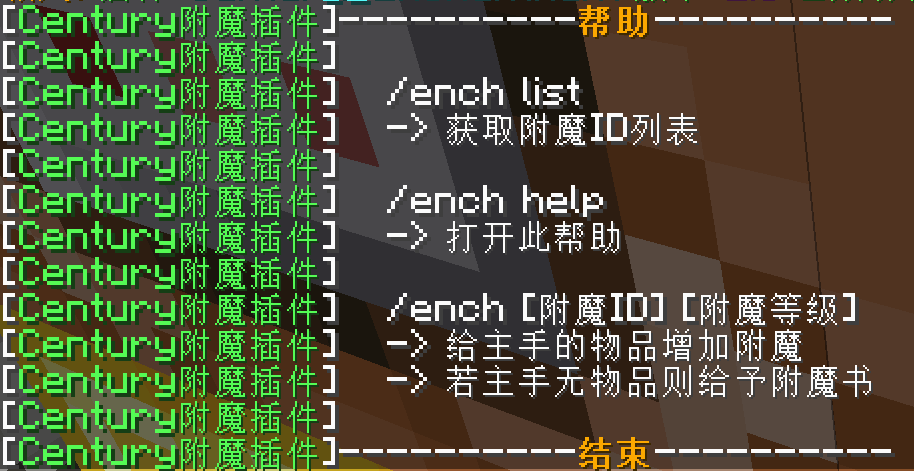 [Century附魔插件]-----------帮助-----------
[Century附魔插件]
[Century附魔插件] /ench list
[Century附魔插件] -> 获取附魔ID列表
[Century附魔插件]
[Century附魔插件] /ench help
[Century附魔插件] -> 打开此帮助
[Century附魔插件]
[Century附魔插件] /ench [附魔ID] [附魔等级]
[Century附魔插件] -> 给主手的物品增加附魔
[Century附魔插件] -> 若主手无物品则给予附魔书
[Century附魔插件]
[Century附魔插件]-----------结束-----------